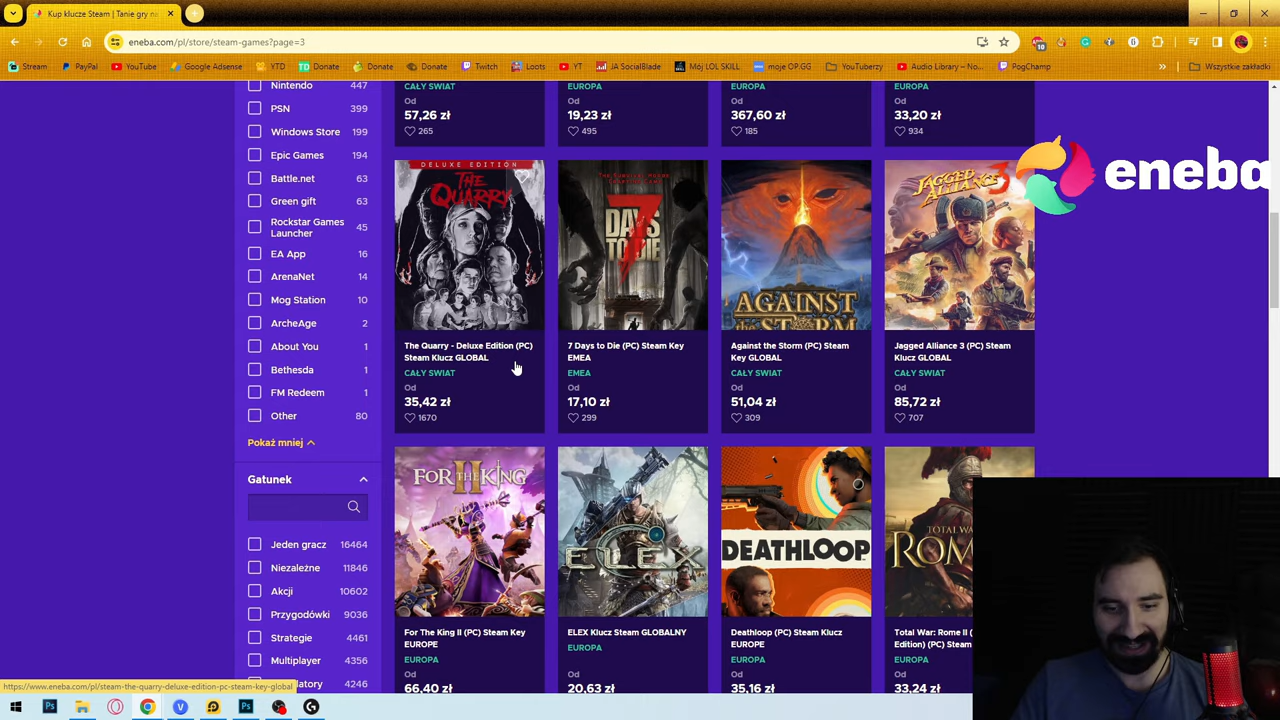 Kup klucze Steam | Tanie gry na
eneba.com/pl/store/steam-games?page=3
10
Stream
PayPal
YouTube
Google Adsense
YTD
Donate
Donate
Donate
Twitch
Loots
YT
JA SocialBlade
Mój LOL SKILL
moje OP.GG
YouTuberzy
Audio Library – No...
PogChamp
»
Wszystkie zakładki
Nintendo 447
PSN 399
Windows Store 199
Epic Games 194
Battle.net 63
Green gift 63
Rockstar Games
Launcher 45
EA App 16
ArenaNet 14
Mog Station 10
ArcheAge 2
About You 1
Bethesda 1
FM Redeem 1
Other 80
Pokaż mniej
Gatunek
Jeden gracz 16464
Niezależne 11846
Akcji 10602
Przygodówki 9036
Strategie 4461
Multiplayer 4356
4246
CAŁY ŚWIAT
Od
57,26 zł
265
EUROPA
Od
19,23 zł
495
EUROPA
Od
367,60 zł
185
EUROPA
Od
33,20 zł
934
eneba
DELUXE EDITION
THE
QUARRY
The Quarry - Deluxe Edition (PC)
Steam Klucz GLOBAL
CAŁY ŚWIAT
Od
35,42 zł
1670
THE SURVIVAL HORDE
7
DAYS
TO DIE
7 Days to Die (PC) Steam Key
EMEA
EMEA
Od
17,10 zł
299
AGAINST
the STORM
Against the Storm (PC) Steam
Key GLOBAL
CAŁY ŚWIAT
Od
51,04 zł
309
JAGGED
ALLIANCE 3
Jagged Alliance 3 (PC) Steam
Klucz GLOBAL
CAŁY ŚWIAT
Od
85,72 zł
707
FOR THE KING
II
For The King II (PC) Steam Key
EUROPE
EUROPA
Od
66,40 zł
ELEX
ELEX Klucz Steam GLOBALNY
EUROPA
Od
20,63 zł
DEATHLOOP
Deathloop (PC) Steam Klucz
EUROPE
EUROPA
Od
35,16 zł
TOTAL WAR
Total War: Rome II (
Edition) (PC) Steam
EUROPA
Od
33,24 zł
https://www.eneba.com/pl/steam-the-quarry-deluxe-edition-pc-steam-key-global